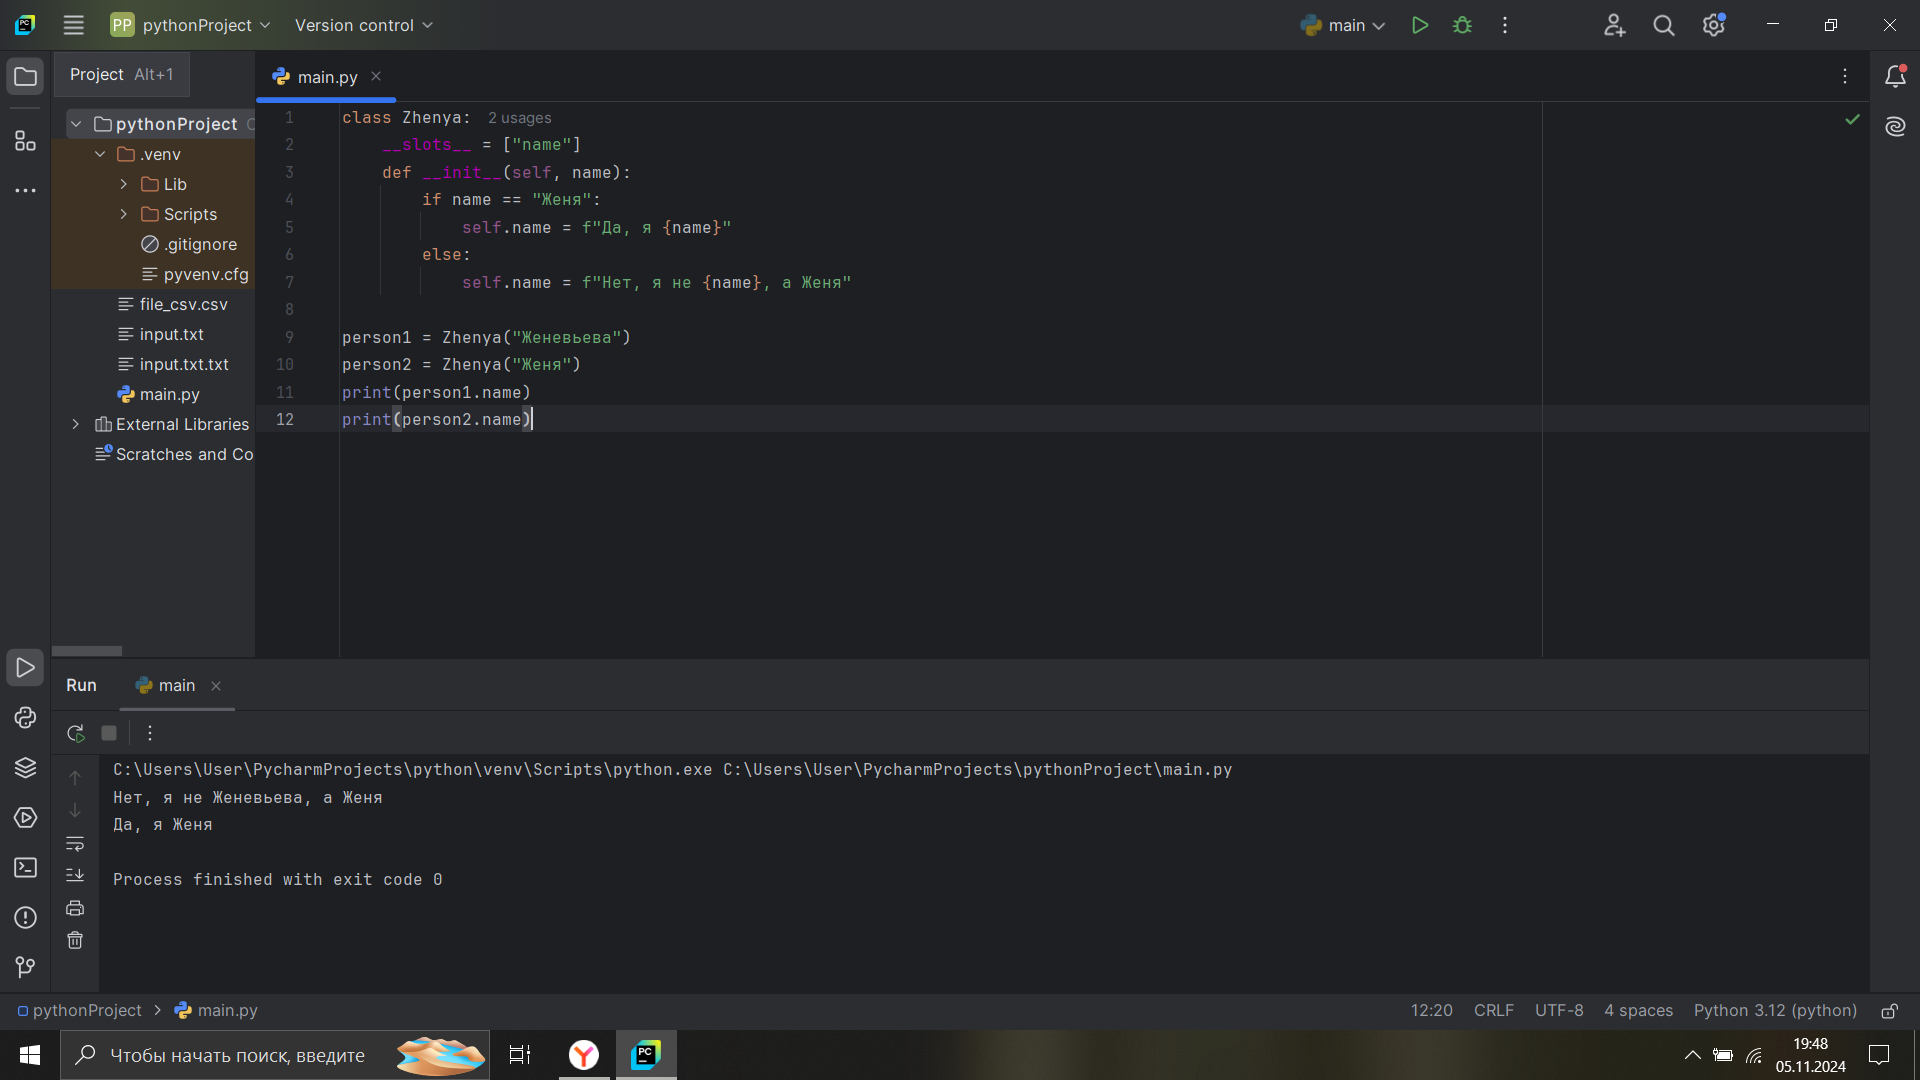 PP pythonProject Version control main
Project Alt+1
main.py
pythonProject
.venv
Lib
Scripts
.gitignore
pyvenv.cfg
file_csv.csv
input.txt
input.txt.txt
main.py
External Libraries
Scratches and Co
1 class Zhenya: 2 usages
2 __slots__ = ["name"]
3 def __init__(self, name):
4 if name == "Женя":
5 self.name = f"Да, я {name}"
6 else:
7 self.name = f"Нет, я не {name}, а Женя"
8
9 person1 = Zhenya("Женевьева")
10 person2 = Zhenya("Женя")
11 print(person1.name)
12 print(person2.name)
Run main
C:\Users\User\PycharmProjects\python\venv\Scripts\python.exe C:\Users\User\PycharmProjects\pythonProject\main.py
Нет, я не Женевьева, а Женя
Да, я Женя
Process finished with exit code 0
pythonProject main.py
12:20 CRLF UTF-8 4 spaces Python 3.12 (python)
Чтобы начать поиск, введите
PC
19:48
05.11.2024